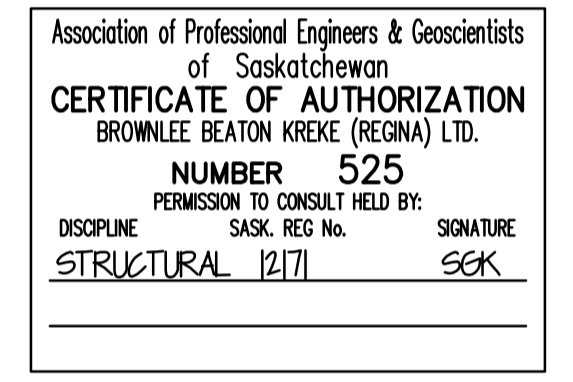 Association of Professional Engineers & Geoscientists
of Saskatchewan
CERTIFICATE OF AUTHORIZATION
BROWNLEE BEATON KREKE (REGINA) LTD.
NUMBER 525
PERMISSION TO CONSULT HELD BY:
DISCIPLINE SASK. REG No. SIGNATURE
STRUCTURAL 12171 SGK